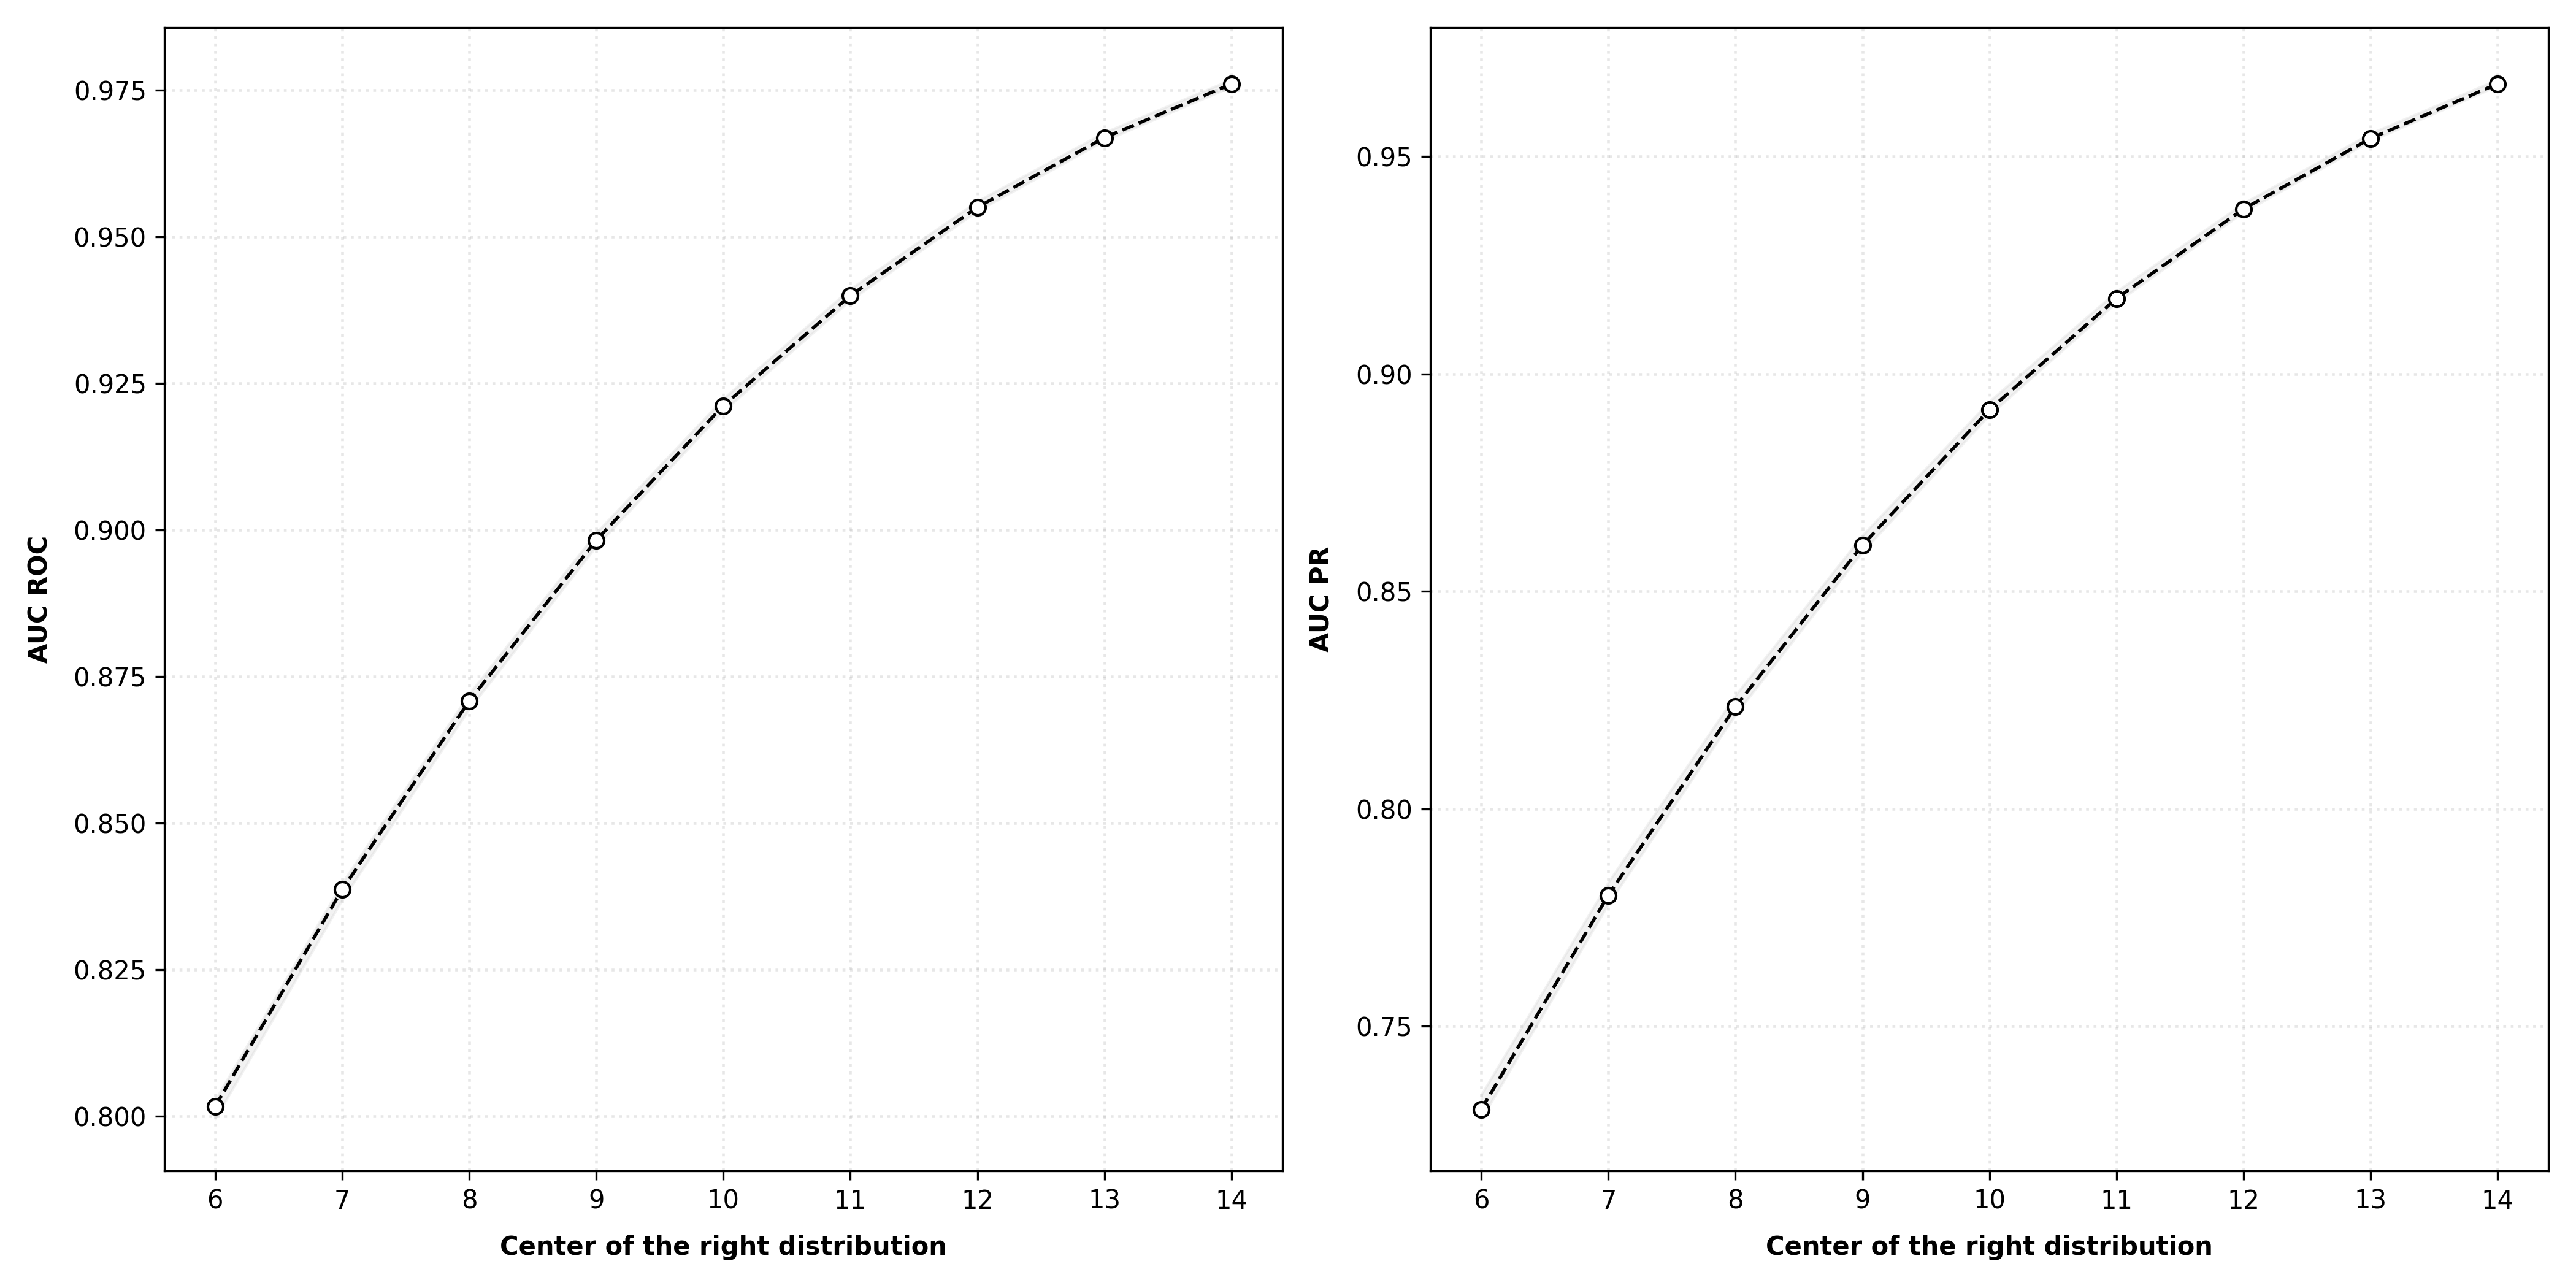 0.975
0.950
0.925
0.900
0.875
0.850
0.825
0.800
AUC ROC
6 7 8 9 10 11 12 13 14
Center of the right distribution
0.95
0.90
0.85
0.80
0.75
AUC PR
6 7 8 9 10 11 12 13 14
Center of the right distribution